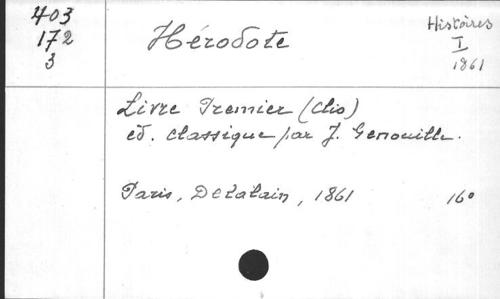 403
172
3
Hérodote
Histoires
I
1861
Livre Premier (Clio)
éd. classique par J. Genouille.
Paris, Delalain, 1861 16°